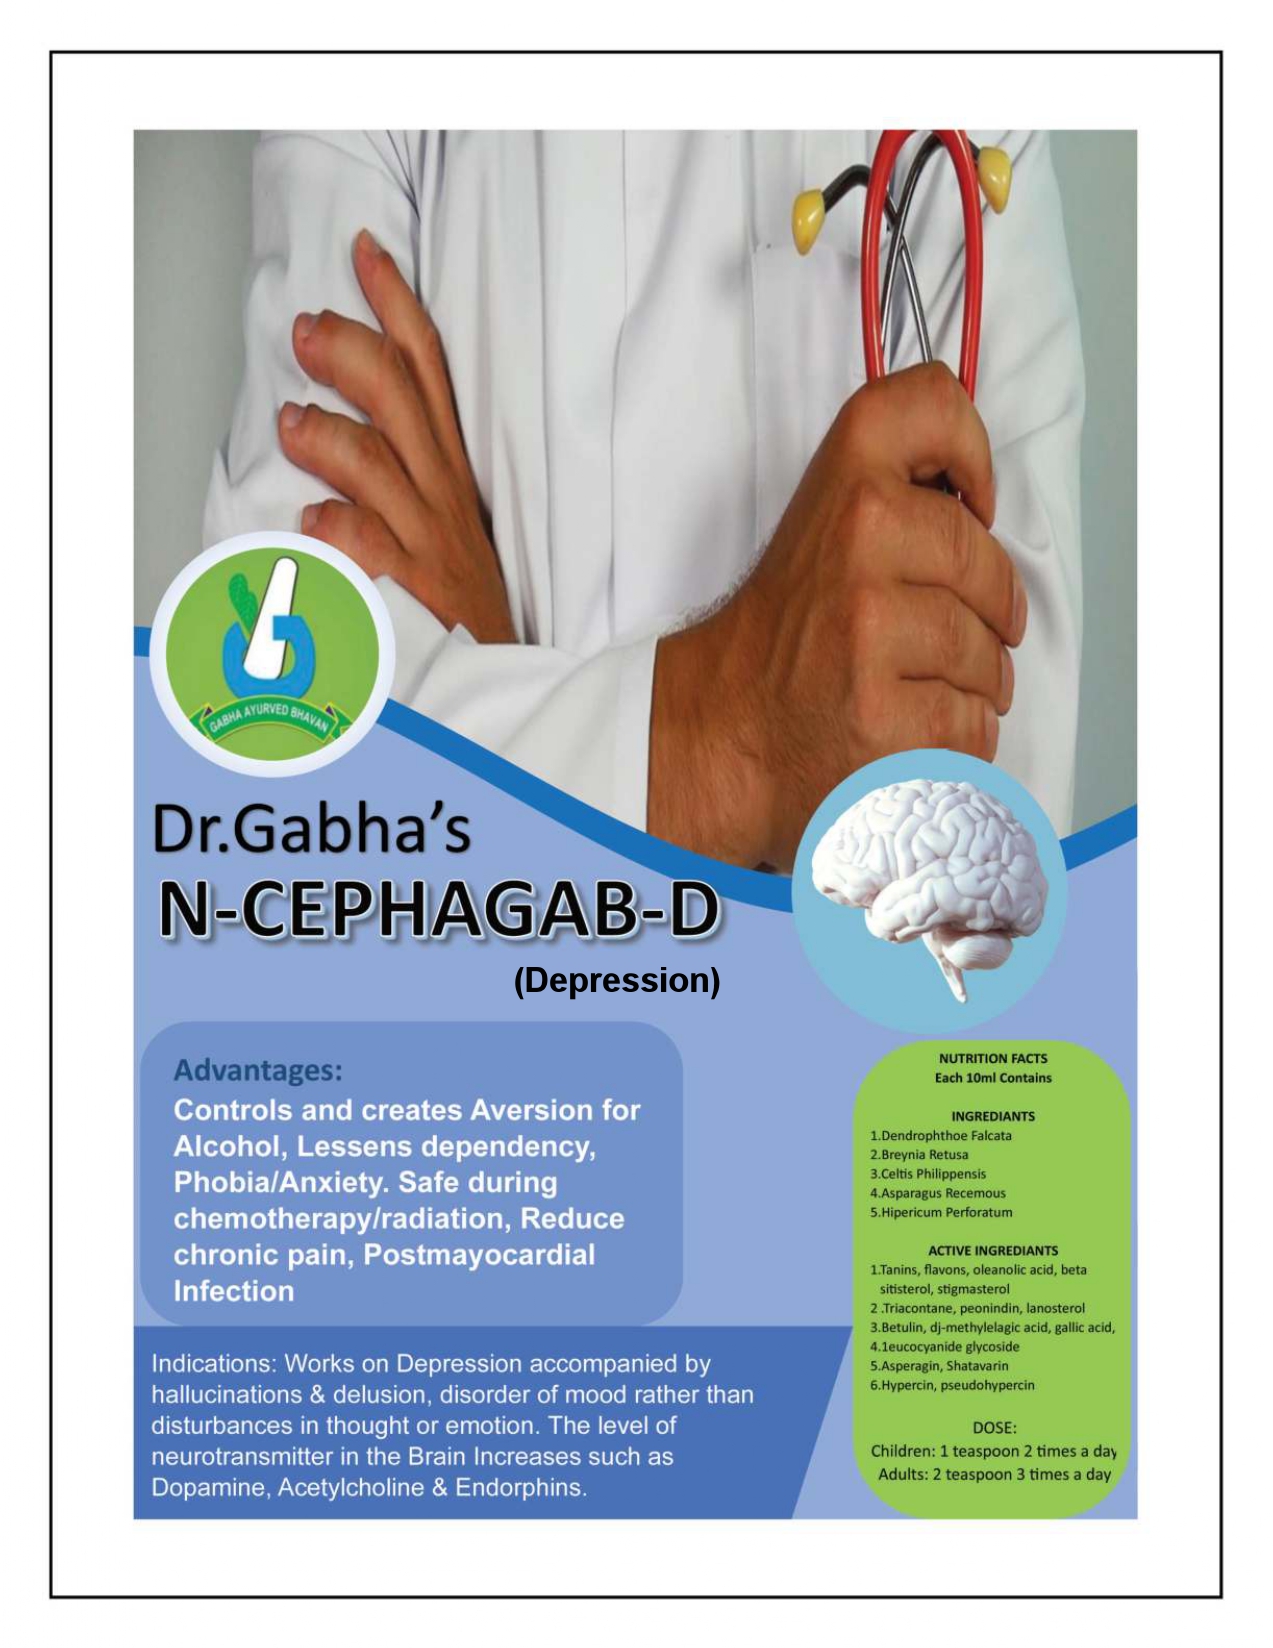 GABHA AYURVED BHAVAN
Dr.Gabha’s
N-CEPHAGAB-D
(Depression)
Advantages:
Controls and creates Aversion for
Alcohol, Lessens dependency,
Phobia/Anxiety. Safe during
chemotherapy/radiation, Reduce
chronic pain, Postmayocardial
Infection
Indications: Works on Depression accompanied by
hallucinations & delusion, disorder of mood rather than
disturbances in thought or emotion. The level of
neurotransmitter in the Brain Increases such as
Dopamine, Acetylcholine & Endorphins.
NUTRITION FACTS
Each 10ml Contains
INGREDIANTS
1.Dendrophthoe Falcata
2.Breynia Retusa
3.Celtis Philippensis
4.Asparagus Recemous
5.Hipericum Perforatum
ACTIVE INGREDIANTS
1.Tanins, flavons, oleanolic acid, beta
sitisterol, stigmasterol
2 .Triacontane, peonindin, lanosterol
3.Betulin, dj-methylelagic acid, gallic acid,
4.1eucocyanide glycoside
5.Asperagin, Shatavarin
6.Hypercin, pseudohypercin
DOSE:
Children: 1 teaspoon 2 times a day
Adults: 2 teaspoon 3 times a day